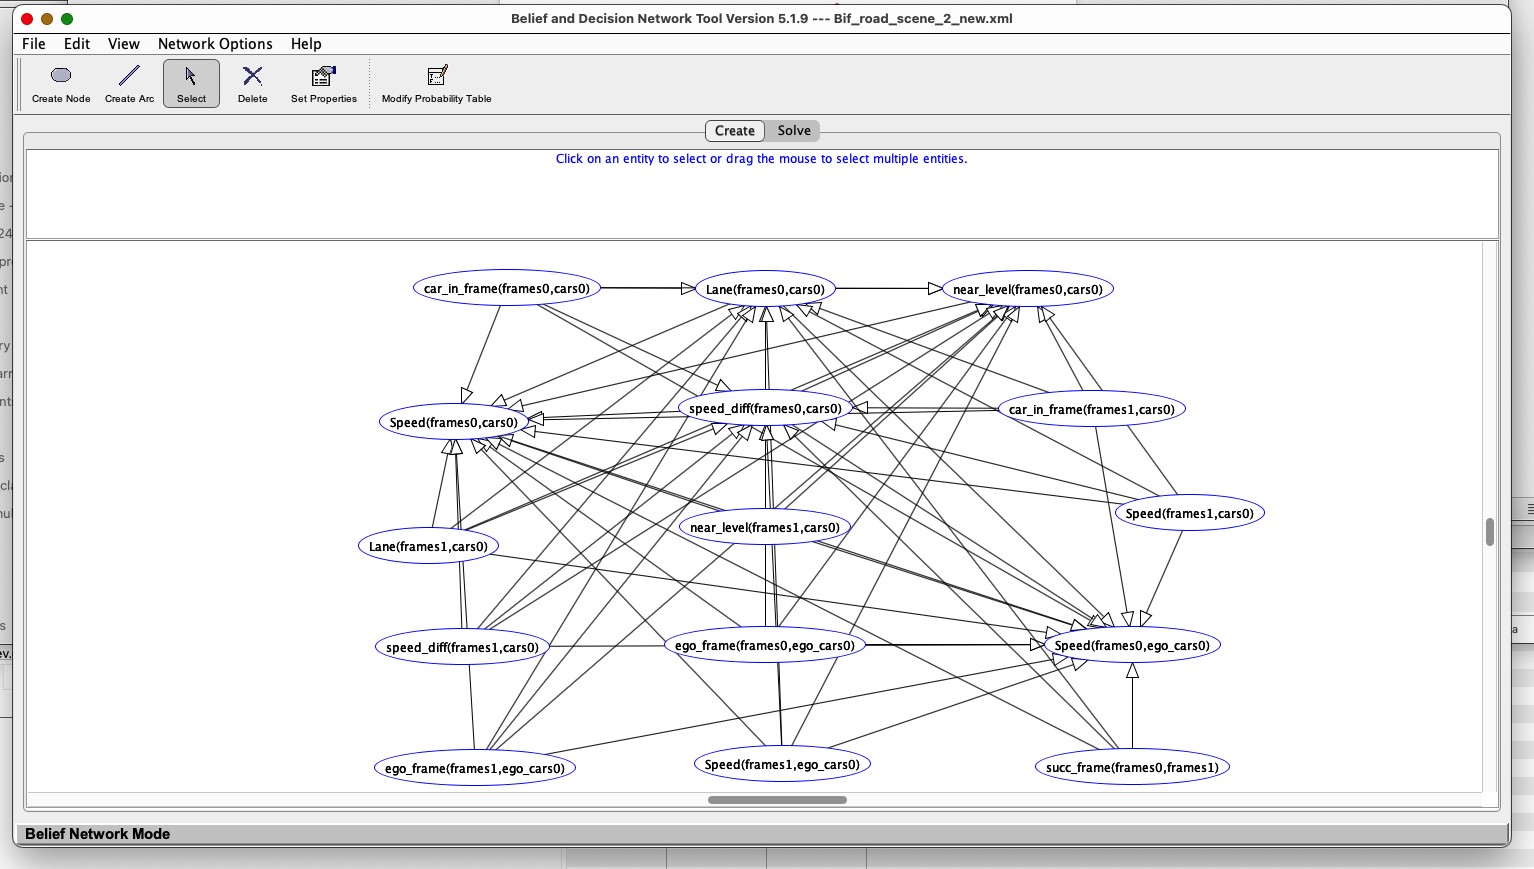 Belief and Decision Network Tool Version 5.1.9 --- Bif_road_scene_2_new.xml
File Edit View Network Options Help
Create Node Create Arc Select Delete Set Properties Modify Probability Table
Create Solve
Click on an entity to select or drag the mouse to select multiple entities.
car_in_frame(frames0,cars0) Lane(frames0,cars0) near_level(frames0,cars0)
Speed(frames0,cars0) speed_diff(frames0,cars0) car_in_frame(frames1,cars0)
Lane(frames1,cars0) near_level(frames1,cars0) Speed(frames1,cars0)
speed_diff(frames1,cars0) ego_frame(frames0,ego_cars0) Speed(frames0,ego_cars0)
ego_frame(frames1,ego_cars0) Speed(frames1,ego_cars0) succ_frame(frames0,frames1)
Belief Network Mode